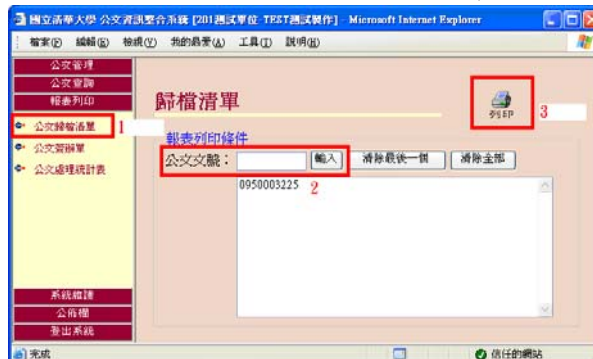 國立清華大學 公文資訊整合系統 [201測試單位-TEST測試製作] - Microsoft Internet Explorer
檔案(F) 編輯(E) 檢視(V) 我的最愛(A) 工具(T) 說明(H)
公文管理
公文查詢
報表列印
公文歸檔清單 1
公文簽辦單
公文處理統計表
系統維護
公佈欄
登出系統
歸檔清單
列印 3
報表列印條件
公文文號： 輸入 清除最後一個 清除全部
0950003225 2
完成 信任的網站